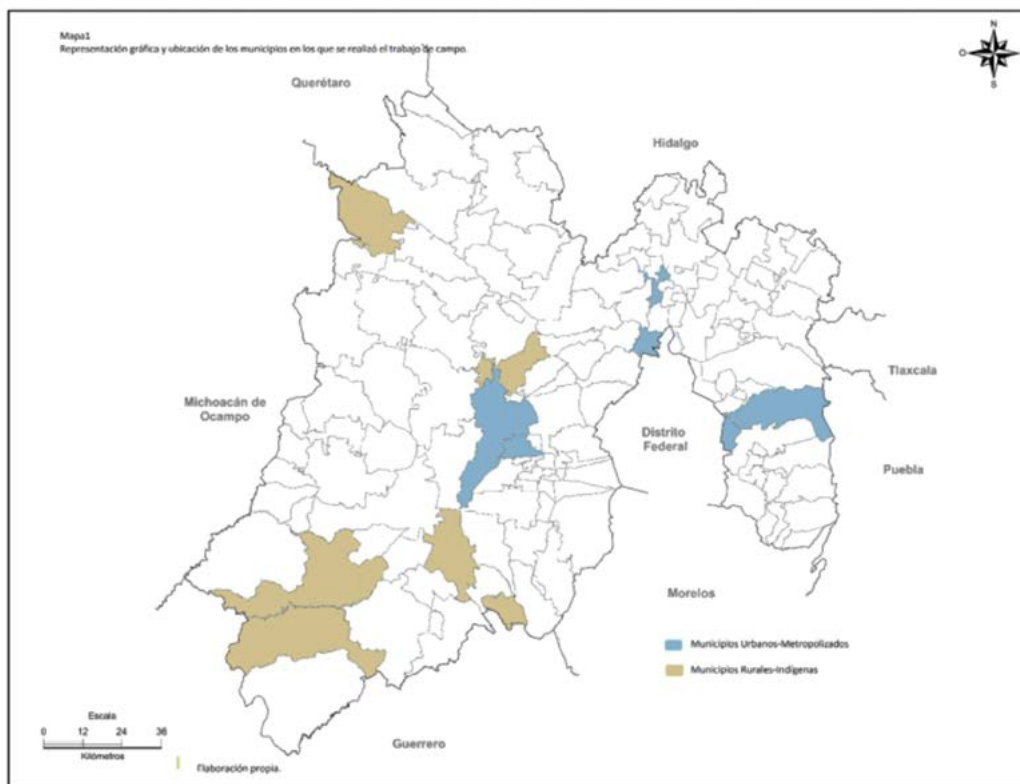 Mapa1
Representación gráfica y ubicación de los municipios en los que se realizó el trabajo de campo.
N
O
S
Querétaro
Hidalgo
Tlaxcala
Michoacán de
Ocampo
Distrito
Federal
Puebla
Morelos
Municipios Urbanos-Metropolizados
Municipios Rurales-Indígenas
Escala
0 12 24 36
Kilómetros
Guerrero
Elaboración propia.